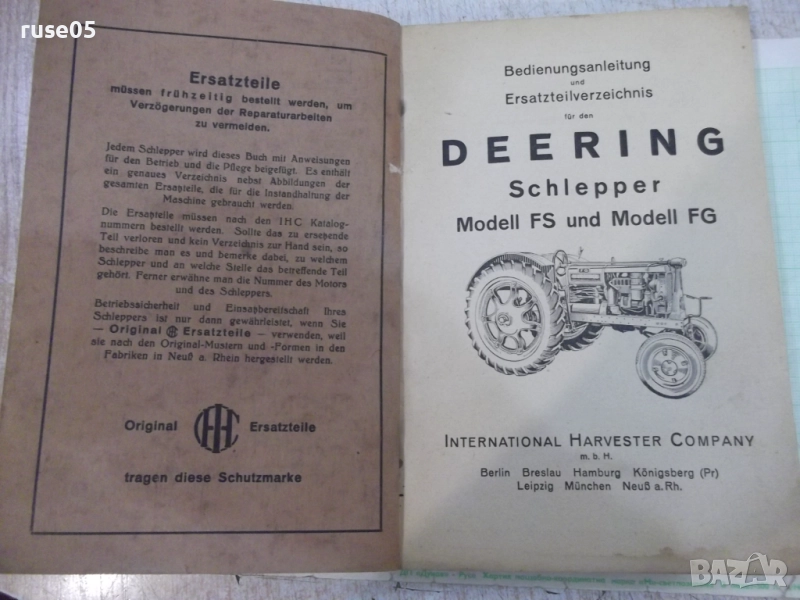 ruse05
Ersatzteile
müssen frühzeitig bestellt werden, um
Verzögerungen der Reparaturarbeiten
zu vermeiden.
Jedem Schlepper wird dieses Buch mit Anweisungen
für den Betrieb und die Pflege beigefügt. Es enthält
ein genaues Verzeichnis nebst Abbildungen der
gesamten Ersatzteile, die für die Instandhaltung der
Maschine gebraucht werden.
Die Ersatzteile müssen nach den IHC Katalog-
nummern bestellt werden. Sollte das zu ersetzende
Teil verloren und kein Verzeichnis zur Hand sein, so
beschreibe man es und bemerke dabei, zu welchem
Schlepper und an welche Stelle das betreffende Teil
gehört. Ferner erwähne man die Nummer des Motors
und des Schleppers.
Betriebssicherheit und Einsatzbereitschaft Ihres
Schleppers ist nur dann gewährleistet, wenn Sie
— Original IHC Ersatzteile — verwenden, weil
sie nach den Original-Mustern und -Formen in den
Fabriken in Neuß a. Rhein hergestellt werden.
Original IHC Ersatzteile
tragen diese Schutzmarke
Bedienungsanleitung
und
Ersatzteilverzeichnis
für den
DEERING
Schlepper
Modell FS und Modell FG
INTERNATIONAL HARVESTER COMPANY
m. b. H.
Berlin Breslau Hamburg Königsberg (Pr)
Leipzig München Neuß a. Rh.
BAZAR
bg